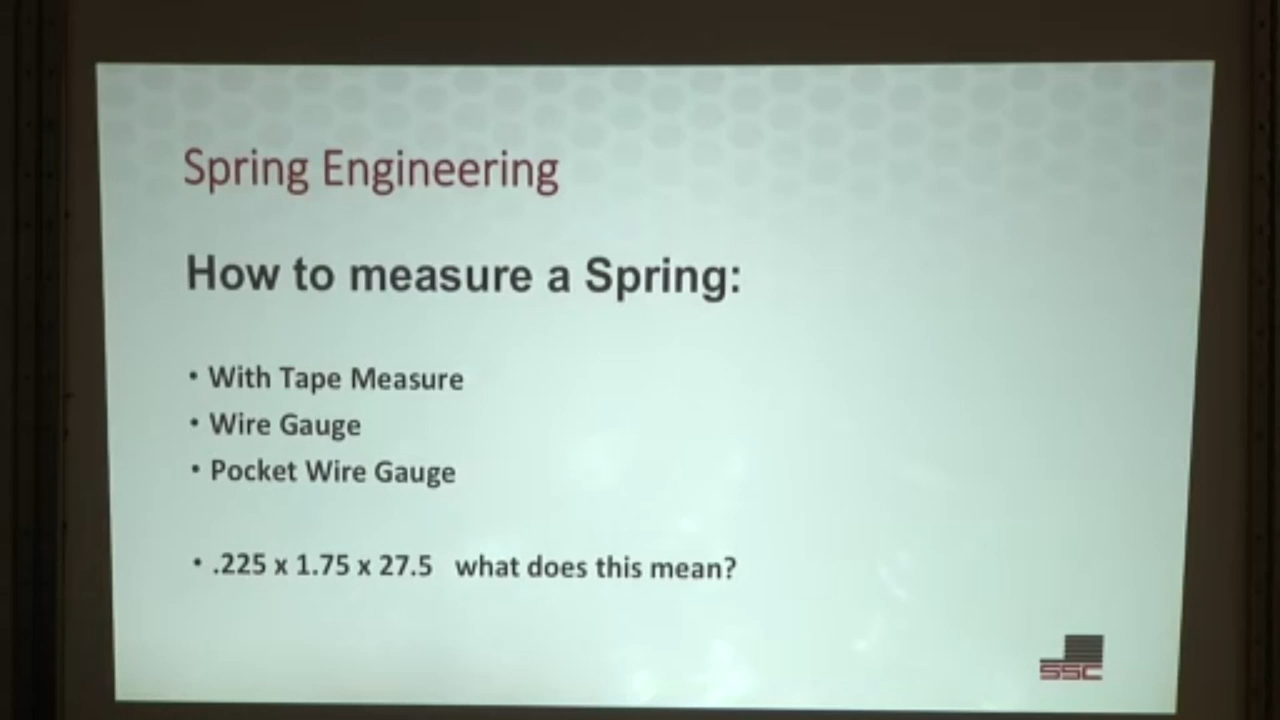 Spring Engineering
How to measure a Spring:
• With Tape Measure
• Wire Gauge
• Pocket Wire Gauge
• .225 x 1.75 x 27.5 what does this mean?
SSC